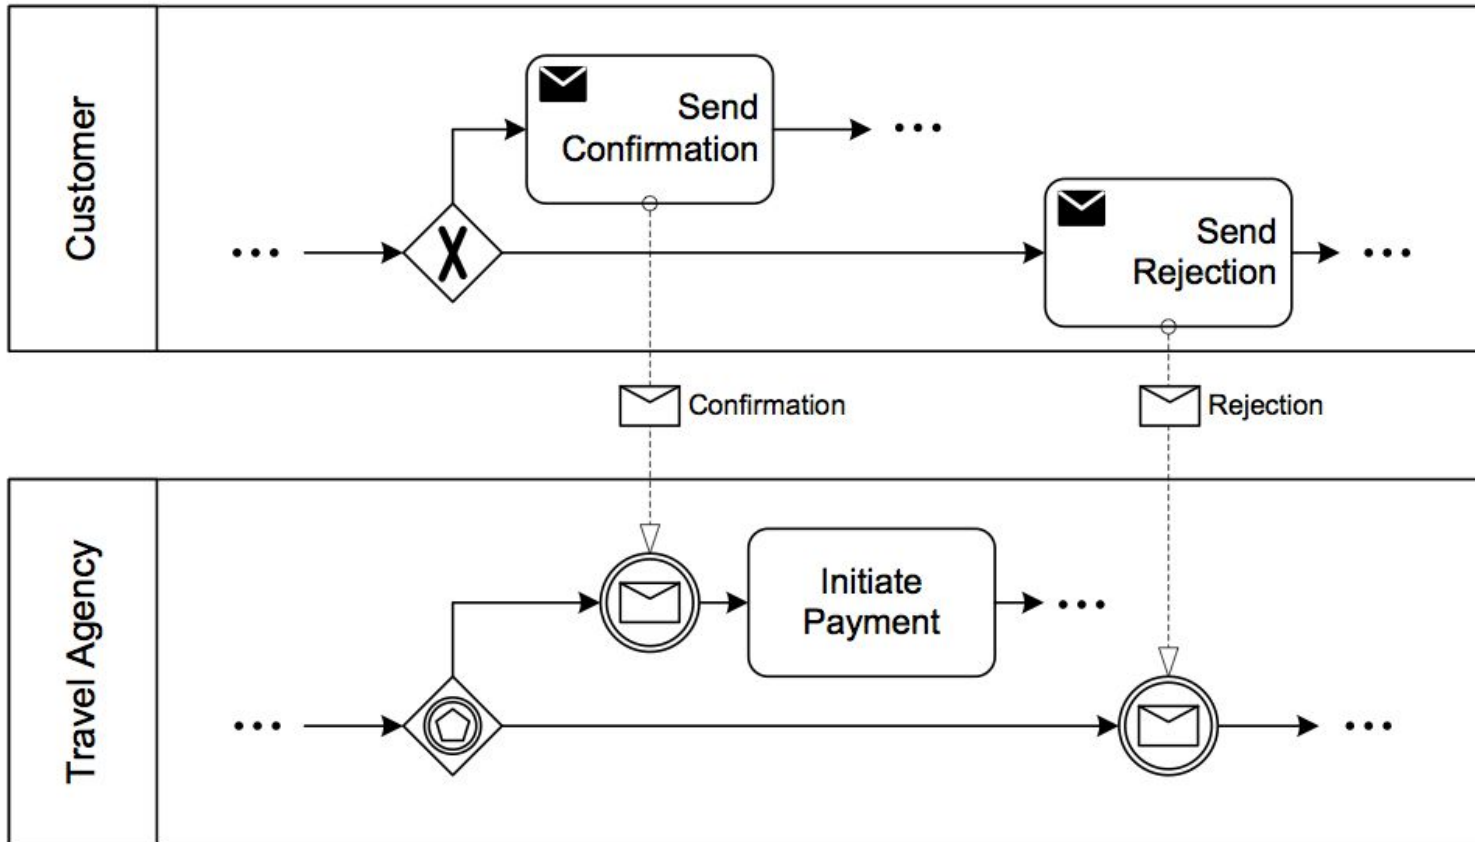 Customer
Send
Confirmation
Send
Rejection
Confirmation
Rejection
Travel Agency
Initiate
Payment